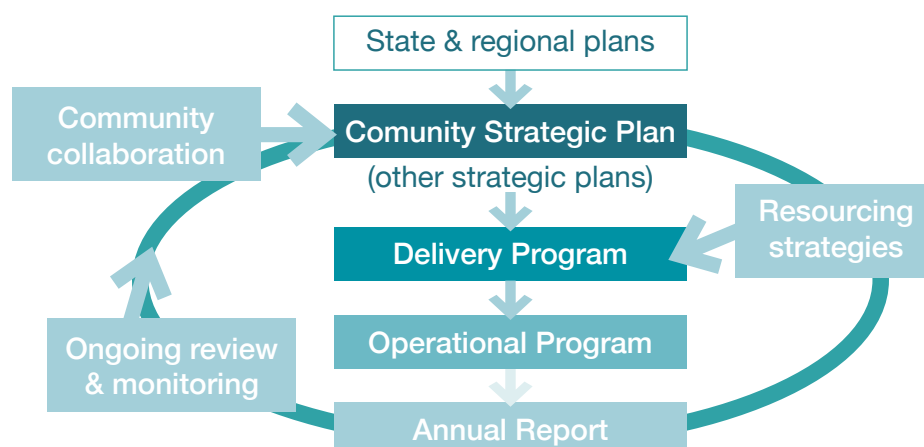 State & regional plans
Community
collaboration
Comunity Strategic Plan
(other strategic plans)
Resourcing
strategies
Delivery Program
Ongoing review
& monitoring
Operational Program
Annual Report